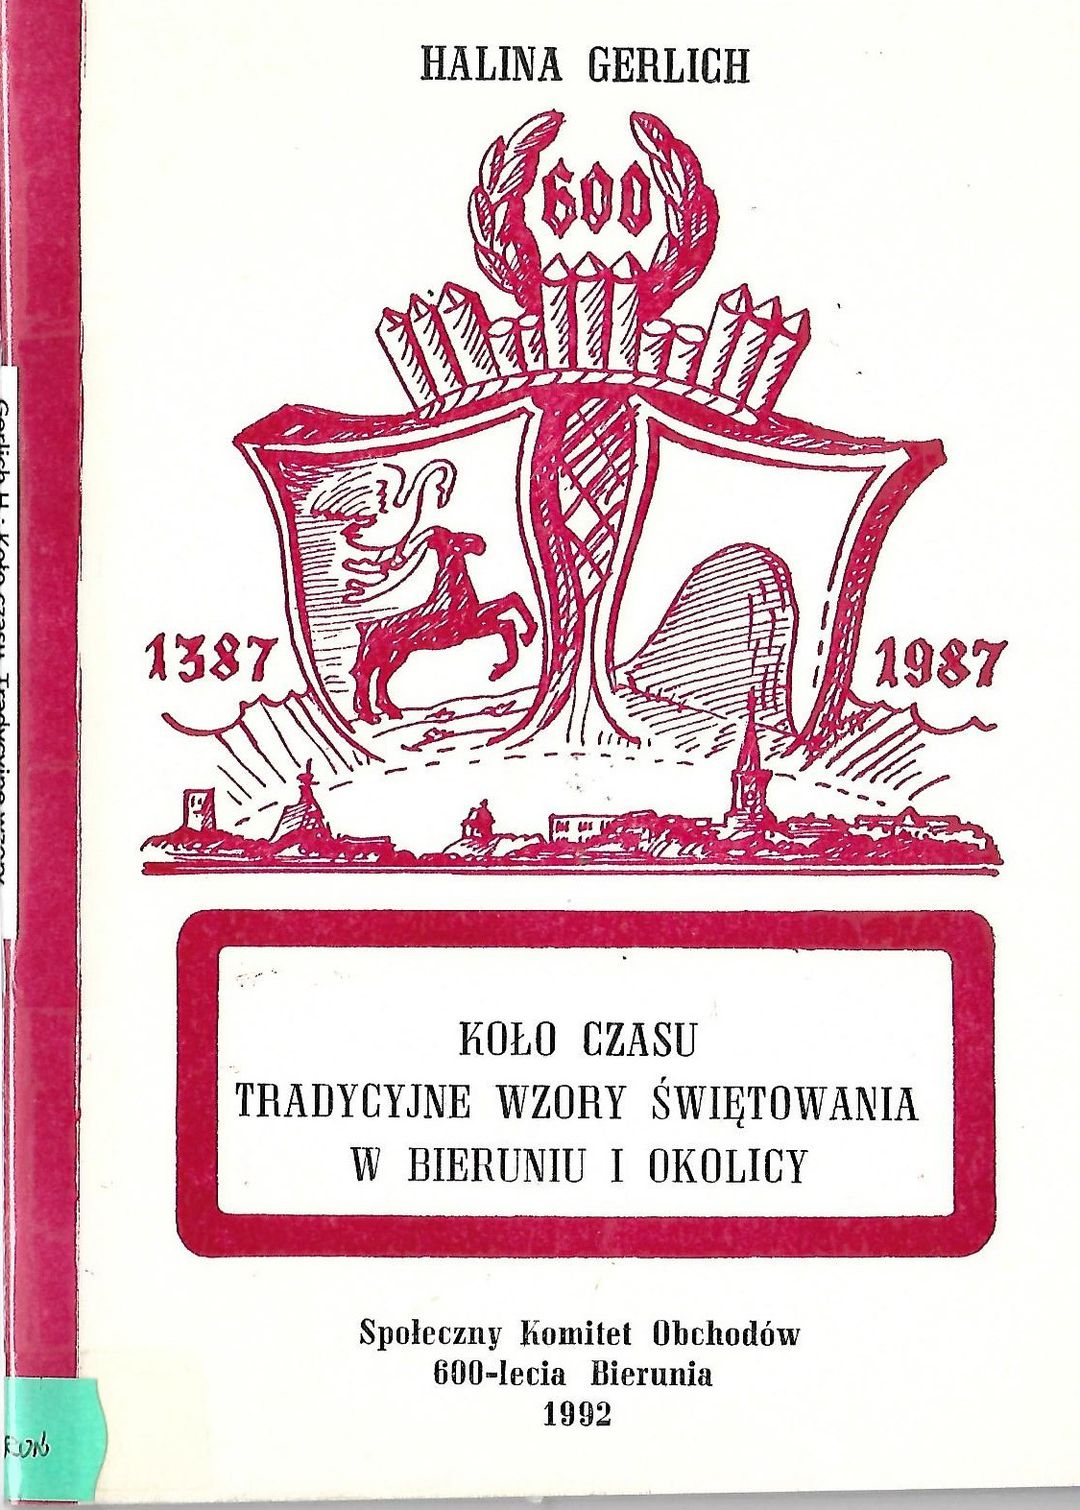 HALINA GERLICH
600
1387
1987
KOŁO CZASU
TRADYCYJNE WZORY ŚWIĘTOWANIA
W BIERUNIU I OKOLICY
Społeczny Komitet Obchodów
600-lecia Bierunia
1992